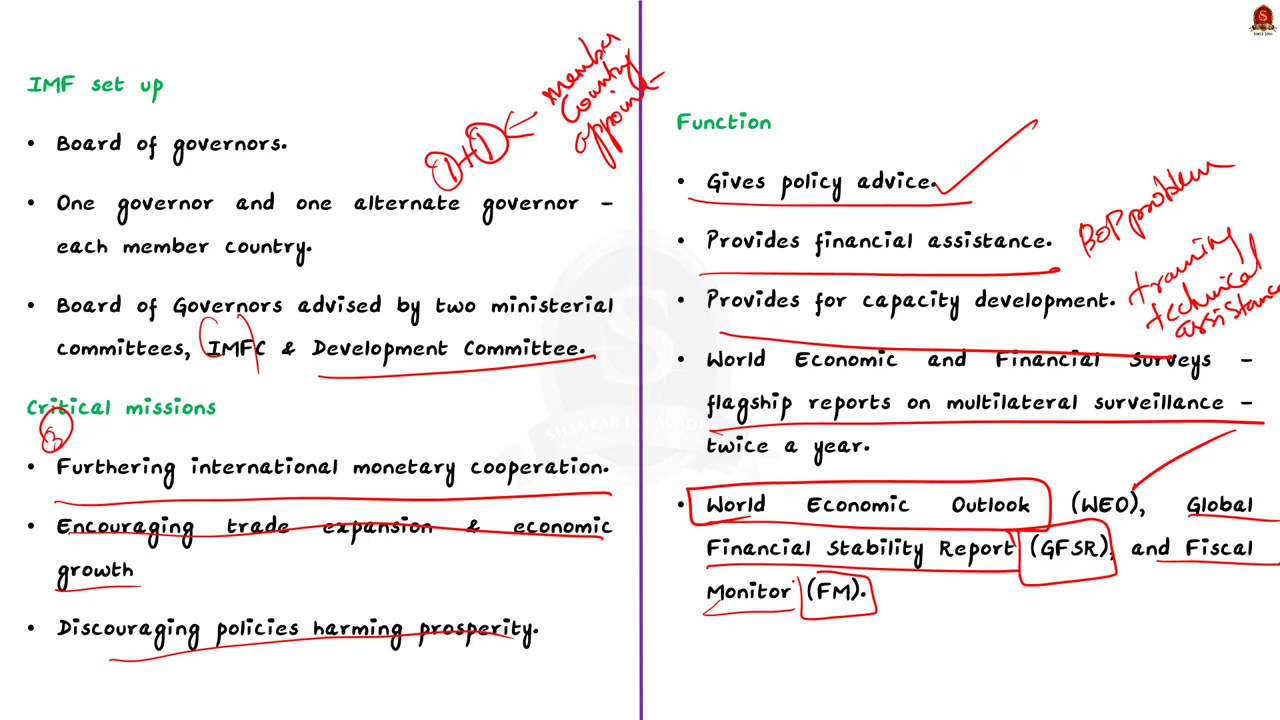 IMF set up
• Board of governors.
• One governor and one alternate governor –
each member country.
• Board of Governors advised by two ministerial
committees, IMFC & Development Committee.
Critical missions
3
• Furthering international monetary cooperation.
• Encouraging trade expansion & economic
growth
• Discouraging policies harming prosperity.
member
country
appoint
Function
• Gives policy advice.
• Provides financial assistance.
BOP problem
• Provides for capacity development.
training
technical
assistance
• World Economic and Financial Surveys –
flagship reports on multilateral surveillance –
twice a year.
• World Economic Outlook (WEO), Global
Financial Stability Report (GFSR), and Fiscal
Monitor (FM).
S
SHANKAR IAS ACADEMY